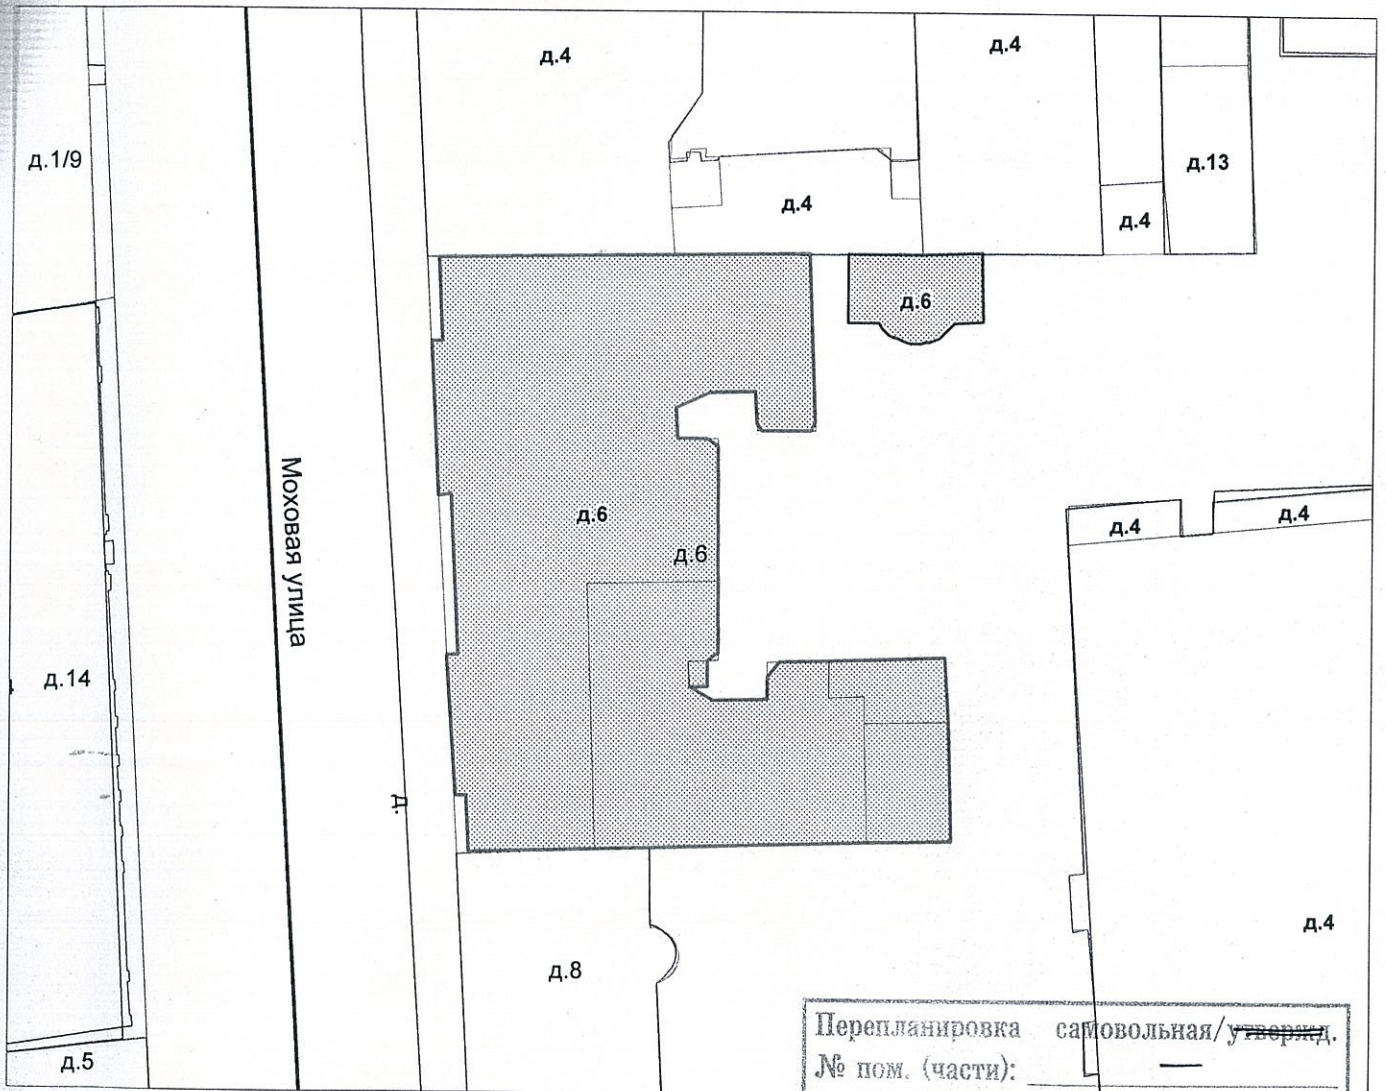 д.4
д.4
д.1/9
д.13
д.4
д.4
д.6
Моховая улица
д.6
д.6
д.4
д.4
д.14
д.
д.4
д.8
Перепланировка самовольная/утвержд.
№ пом. (части): —
д.5